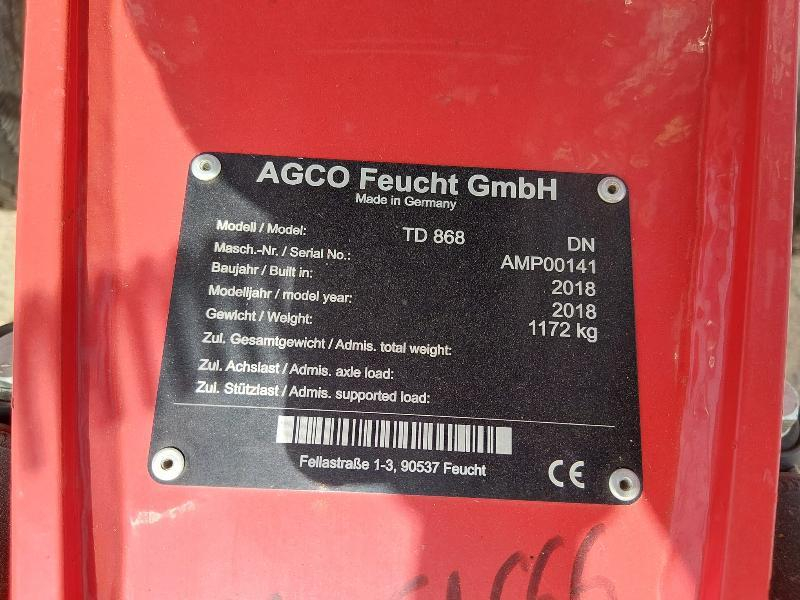 AGCO Feucht GmbH
Made in Germany
Modell / Model: TD 868 DN
Masch.-Nr. / Serial No.: AMP00141
Baujahr / Built in: 2018
Modelljahr / model year: 2018
Gewicht / Weight: 1172 kg
Zul. Gesamtgewicht / Admis. total weight:
Zul. Achslast / Admis. axle load:
Zul. Stützlast / Admis. supported load:
Fellastraße 1-3, 90537 Feucht
CE